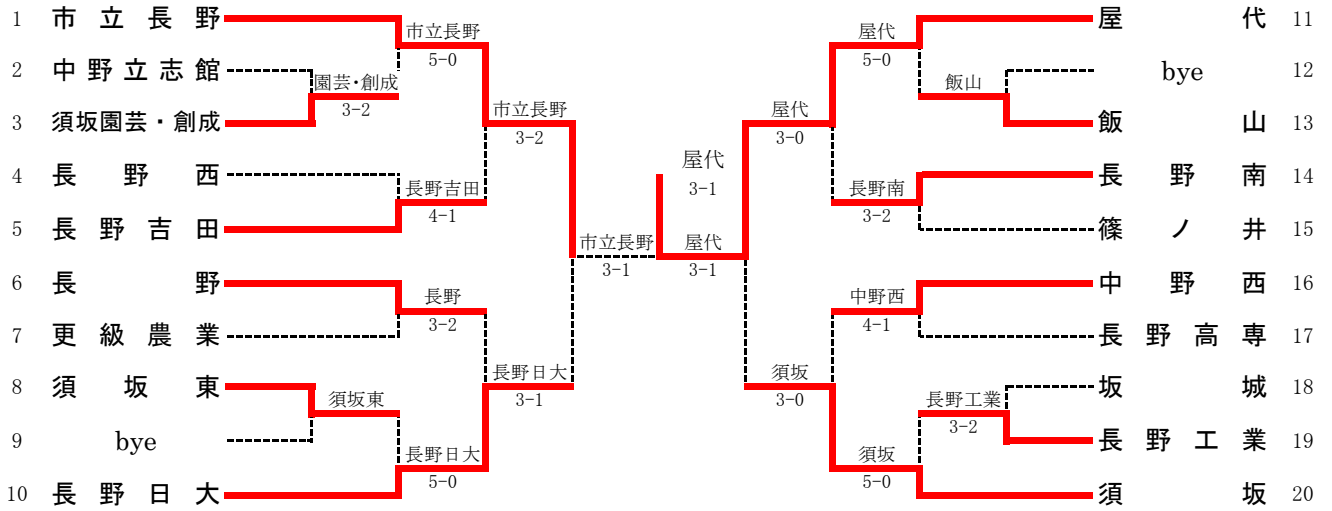 1 市立長野
2 中野立志館
3 須坂園芸・創成
4 長野西
5 長野吉田
6 長野
7 更級農業
8 須坂東
9 bye
10 長野日大
園芸・創成
3-2
須坂東
市立長野
5-0
長野吉田
4-1
長野
3-2
長野日大
5-0
市立長野
3-2
長野日大
3-1
市立長野
3-1
屋代
3-1
屋代
3-1
屋代
3-0
須坂
3-0
屋代
5-0
長野南
3-2
中野西
4-1
須坂
5-0
飯山
長野工業
3-2
屋代 11
bye 12
飯山 13
長野南 14
篠ノ井 15
中野西 16
長野高専 17
坂城 18
長野工業 19
須坂 20